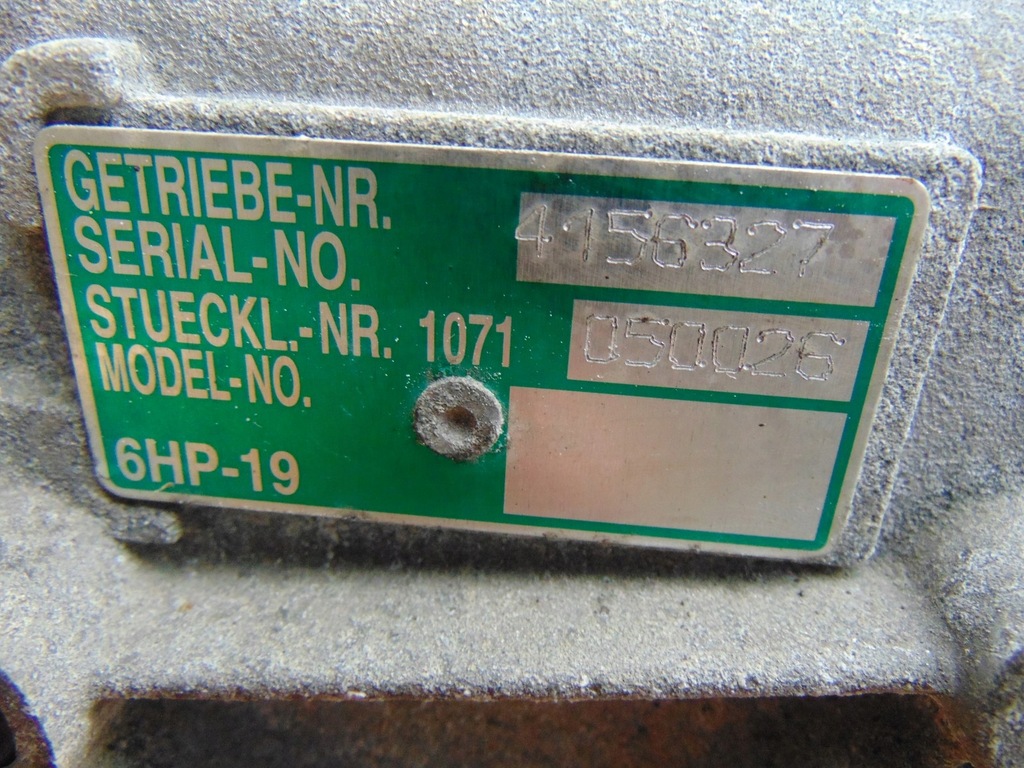 GETRIEBE-NR.
SERIAL-NO. 4156327
STUECKL.-NR. 1071 050026
MODEL-NO.
6HP-19